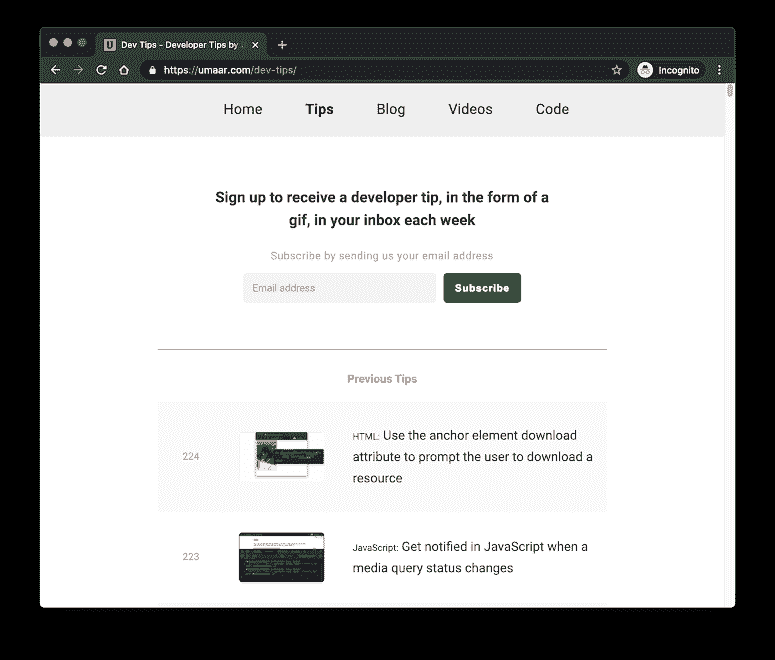 U Dev Tips - Developer Tips by
https://umaar.com/dev-tips/
Incognito
Home Tips Blog Videos Code
Sign up to receive a developer tip, in the form of a
gif, in your inbox each week
Subscribe by sending us your email address
Email address Subscribe
Previous Tips
224
HTML: Use the anchor element download
attribute to prompt the user to download a
resource
223
JavaScript: Get notified in JavaScript when a
media query status changes